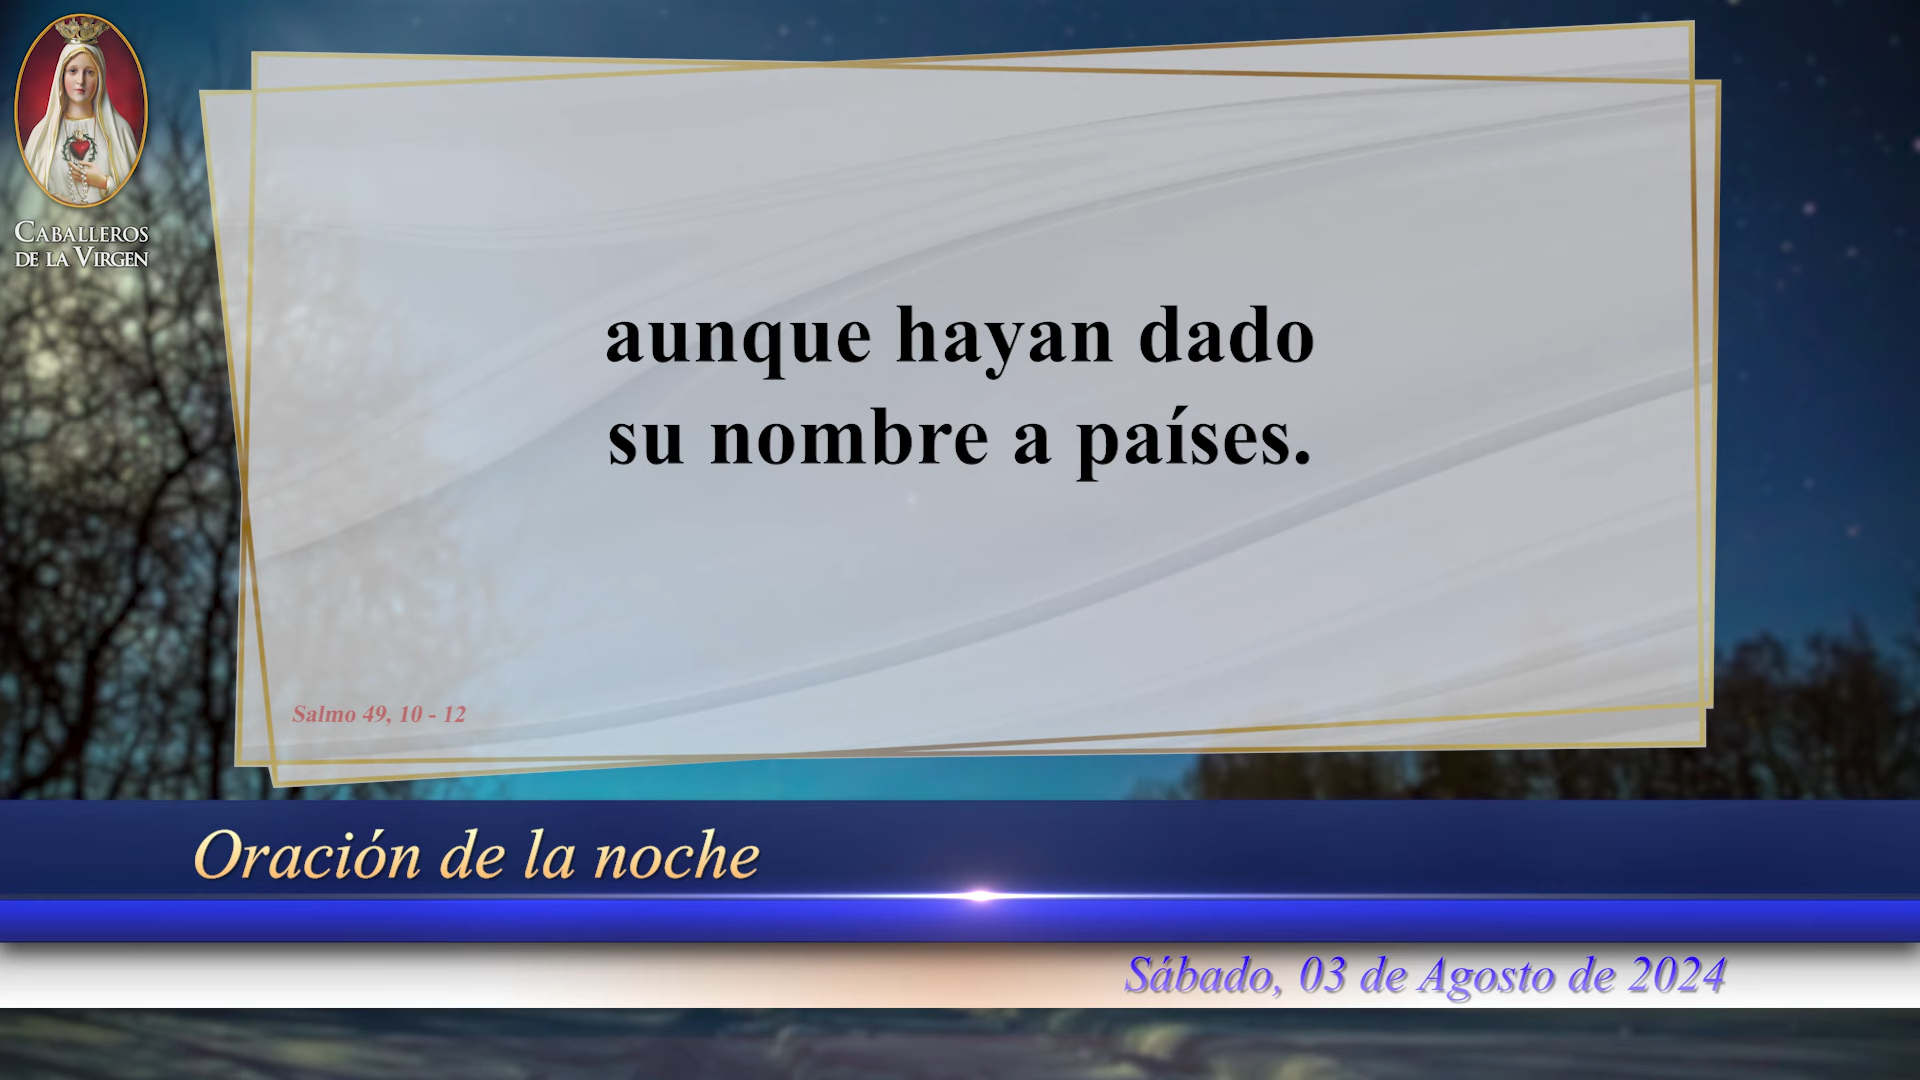 CABALLEROS
DE LA VIRGEN
aunque hayan dado
su nombre a países.
Salmo 49, 10 - 12
Oración de la noche
Sábado, 03 de Agosto de 2024